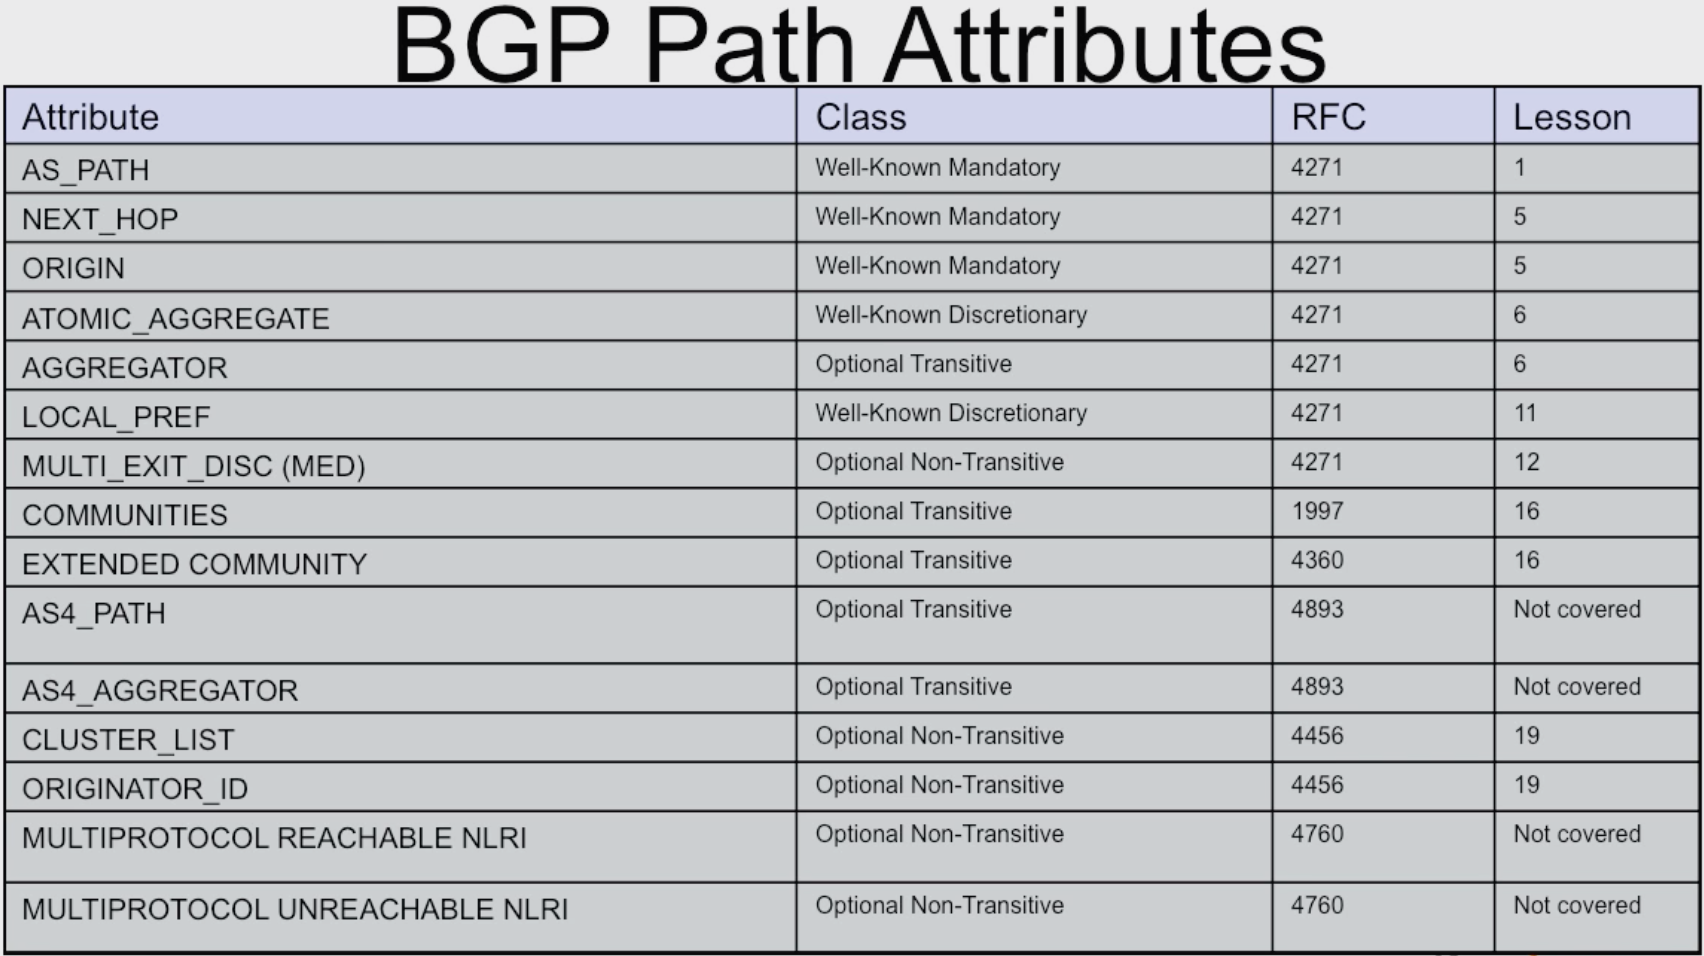 BGP Path Attributes
Attribute Class RFC Lesson
AS_PATH Well-Known Mandatory 4271 1
NEXT_HOP Well-Known Mandatory 4271 5
ORIGIN Well-Known Mandatory 4271 5
ATOMIC_AGGREGATE Well-Known Discretionary 4271 6
AGGREGATOR Optional Transitive 4271 6
LOCAL_PREF Well-Known Discretionary 4271 11
MULTI_EXIT_DISC (MED) Optional Non-Transitive 4271 12
COMMUNITIES Optional Transitive 1997 16
EXTENDED COMMUNITY Optional Transitive 4360 16
AS4_PATH Optional Transitive 4893 Not covered
AS4_AGGREGATOR Optional Transitive 4893 Not covered
CLUSTER_LIST Optional Non-Transitive 4456 19
ORIGINATOR_ID Optional Non-Transitive 4456 19
MULTIPROTOCOL REACHABLE NLRI Optional Non-Transitive 4760 Not covered
MULTIPROTOCOL UNREACHABLE NLRI Optional Non-Transitive 4760 Not covered